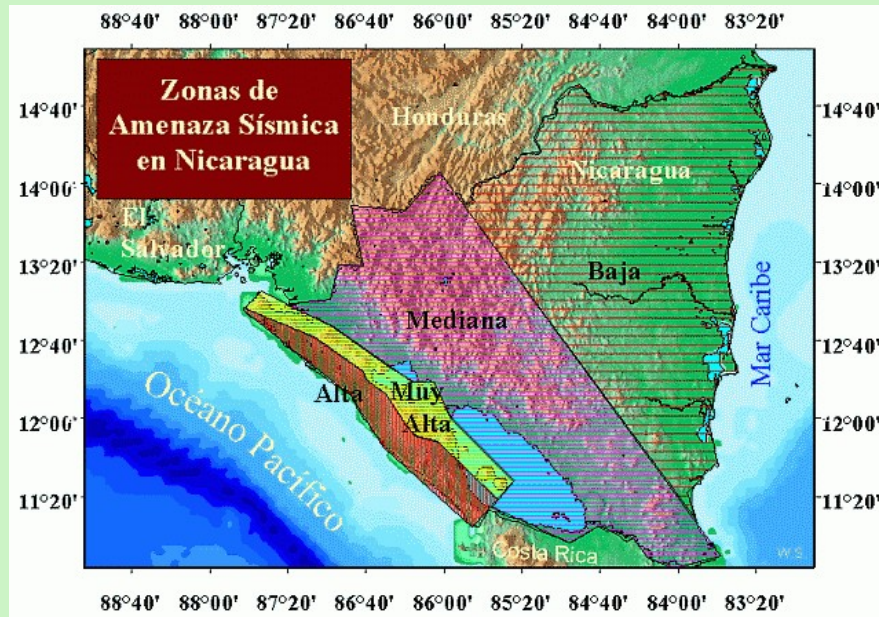 88°40' 88°00' 87°20' 86°40' 86°00' 85°20' 84°40' 84°00' 83°20'
Zonas de
Amenaza Sísmica
en Nicaragua
14°40' 14°40'
Honduras
Nicaragua
14°06' 14°00'
El
Salvador
13°20' 13°20'
Baja
Mediana
Mar Caribe
12°40' 12°40'
Alta
Muy
Alta
Océano Pacífico
12°06' 12°06'
11°20' 11°20'
Costa Rica
W S
88°40' 88°00' 87°20' 86°40' 86°00' 85°20' 84°40' 84°00' 83°20'